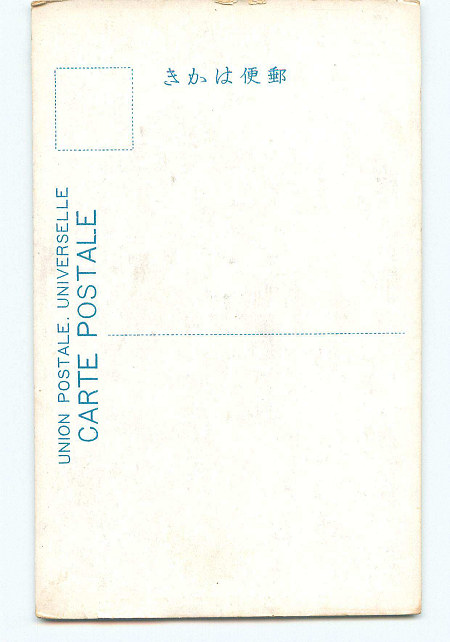 郵便はかき
UNION POSTALE. UNIVERSELLE
CARTE POSTALE